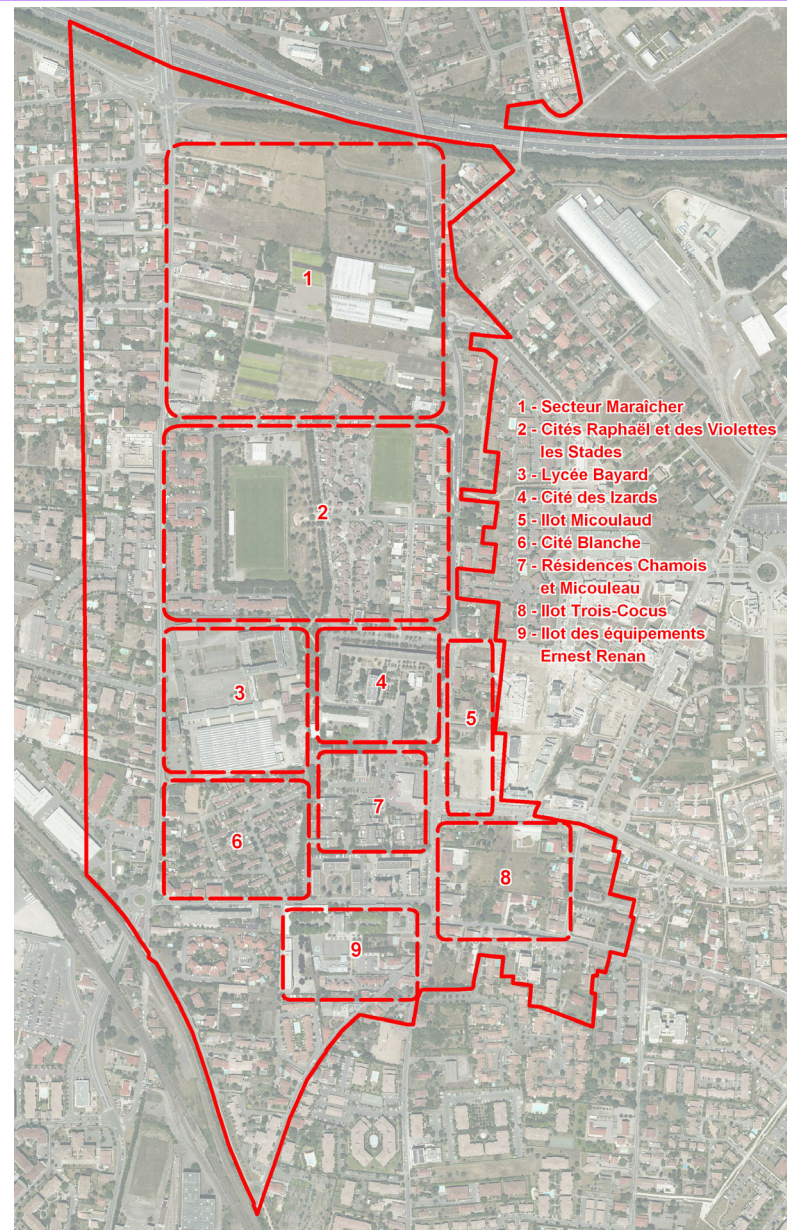 1
1 - Secteur Maraîcher
2 - Cités Raphaël et des Violettes
les Stades
3 - Lycée Bayard
4 - Cité des Izards
5 - Ilot Micoulaud
6 - Cité Blanche
7 - Résidences Chamois
et Micouleau
8 - Ilot Trois-Cocus
9 - Ilot des équipements
Ernest Renan
2
3
4
5
7
6
8
9